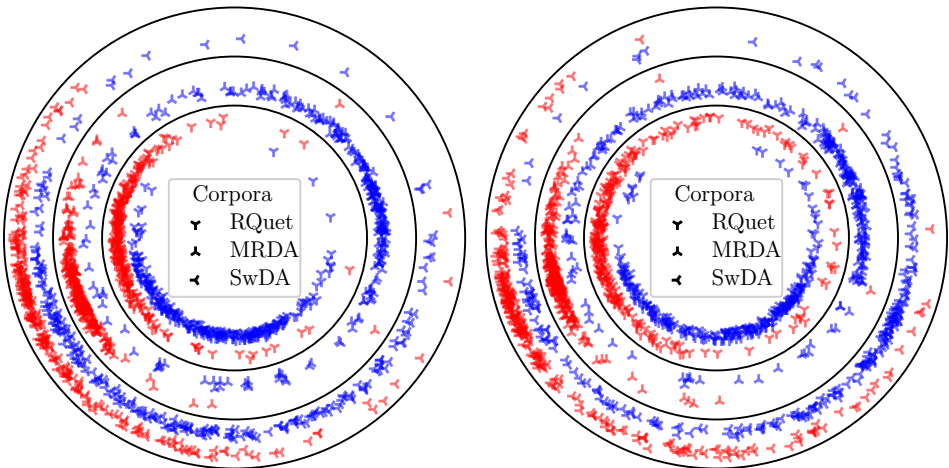 Corpora
RQuet
MRDA
SwDA
Corpora
RQuet
MRDA
SwDA